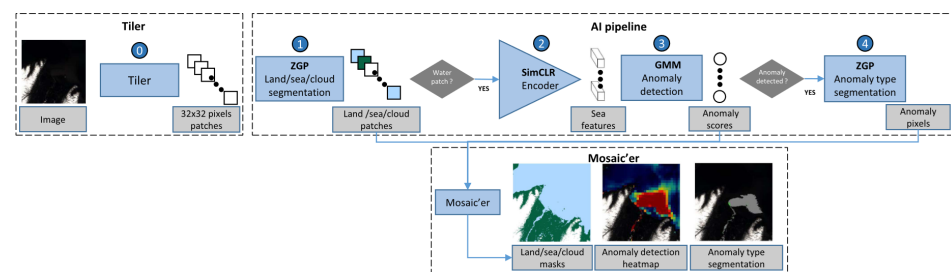 Tiler
0
Tiler
Image
32x32 pixels
patches
AI pipeline
1
ZGP
Land/sea/cloud
segmentation
Land /sea/cloud
patches
Water
patch ?
YES
2
SimCLR
Encoder
Sea
features
3
GMM
Anomaly
detection
Anomaly
scores
Anomaly
detected ?
YES
4
ZGP
Anomaly type
segmentation
Anomaly
pixels
Mosaic'er
Mosaic'er
Land/sea/cloud
masks
Anomaly detection
heatmap
Anomaly type
segmentation